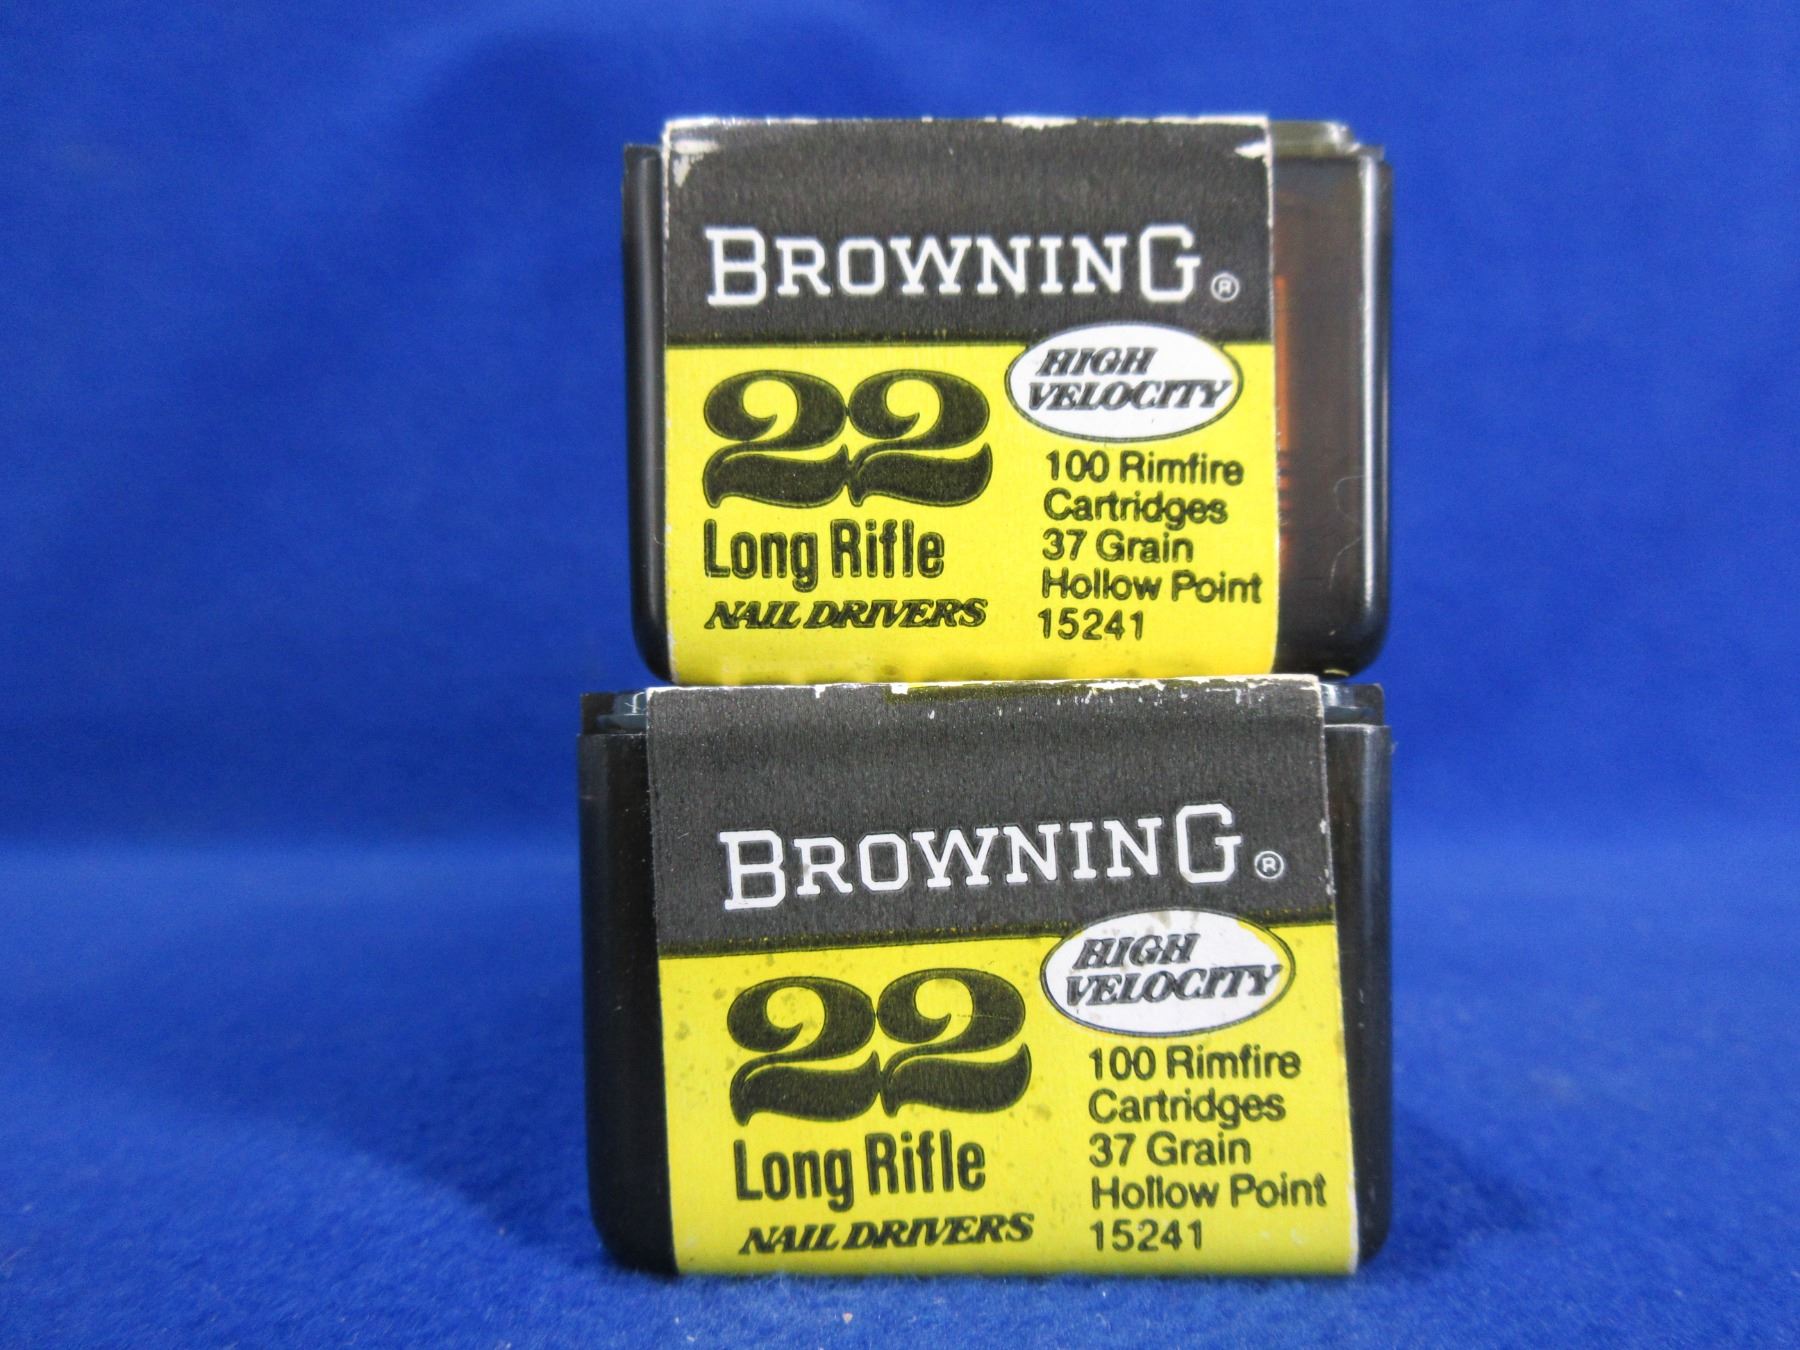 BROWNING®
HIGH
VELOCITY
22
Long Rifle
NAIL DRIVERS
100 Rimfire
Cartridges
37 Grain
Hollow Point
15241
BROWNING®
HIGH
VELOCITY
22
Long Rifle
NAIL DRIVERS
100 Rimfire
Cartridges
37 Grain
Hollow Point
15241